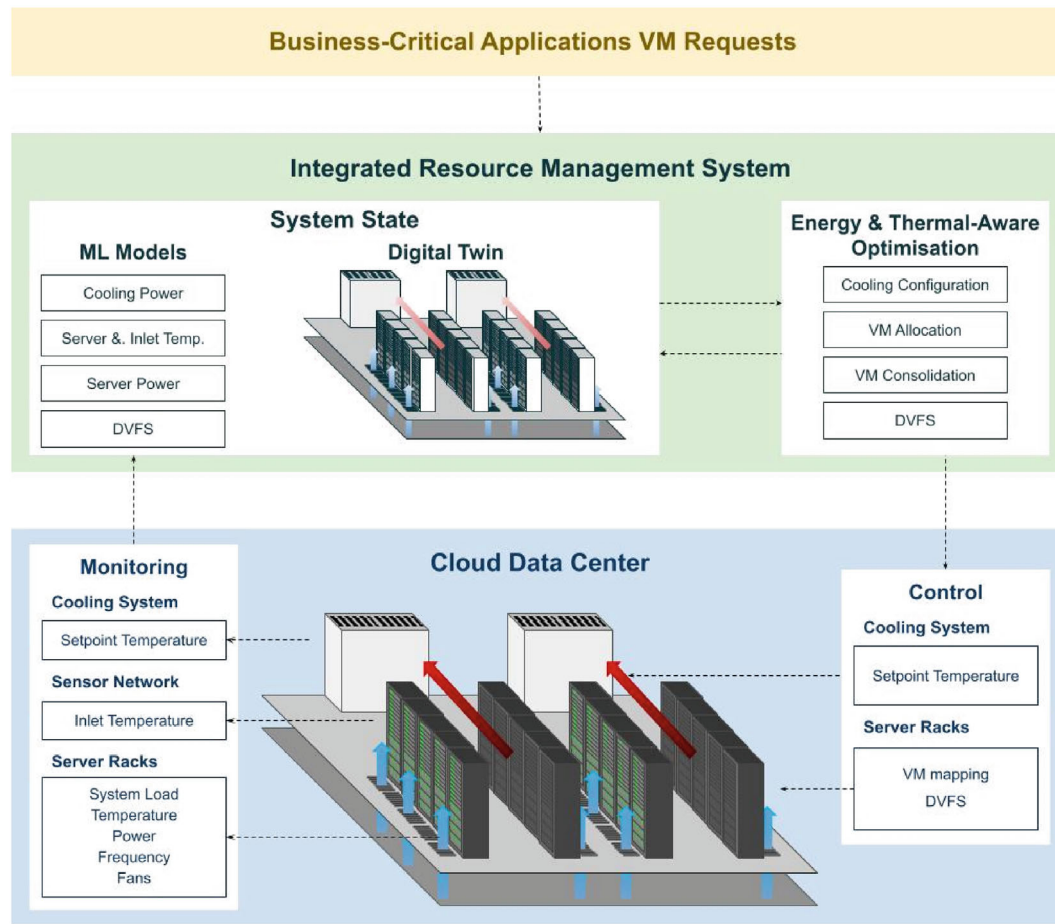 Business-Critical Applications VM Requests
Integrated Resource Management System
System State
ML Models
Cooling Power
Server &. Inlet Temp.
Server Power
DVFS
Digital Twin
Energy & Thermal-Aware
Optimisation
Cooling Configuration
VM Allocation
VM Consolidation
DVFS
Cloud Data Center
Monitoring
Cooling System
Setpoint Temperature
Sensor Network
Inlet Temperature
Server Racks
System Load
Temperature
Power
Frequency
Fans
Control
Cooling System
Setpoint Temperature
Server Racks
VM mapping
DVFS